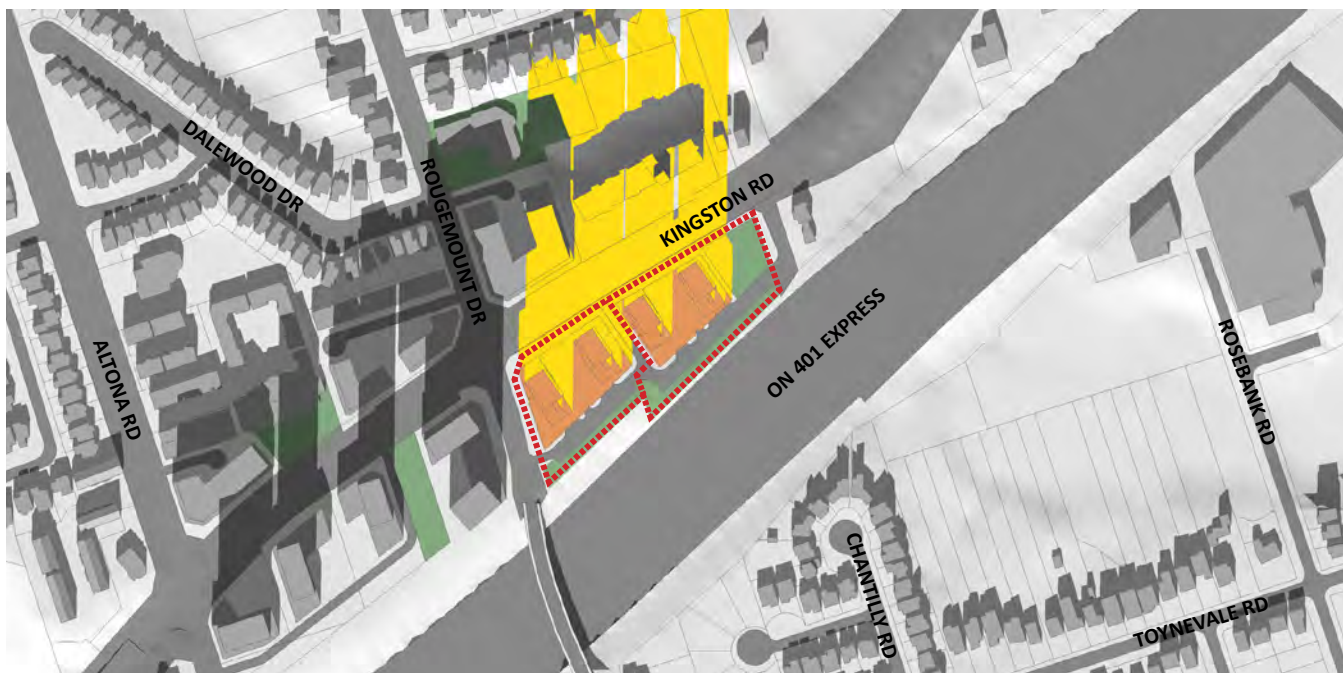 DALEWOOD DR
ROUGEMOUNT DR
KINGSTON RD
ALTONA RD
ON 401 EXPRESS
ROSEBANK RD
CHANTILLY RD
TOYNEVALE RD